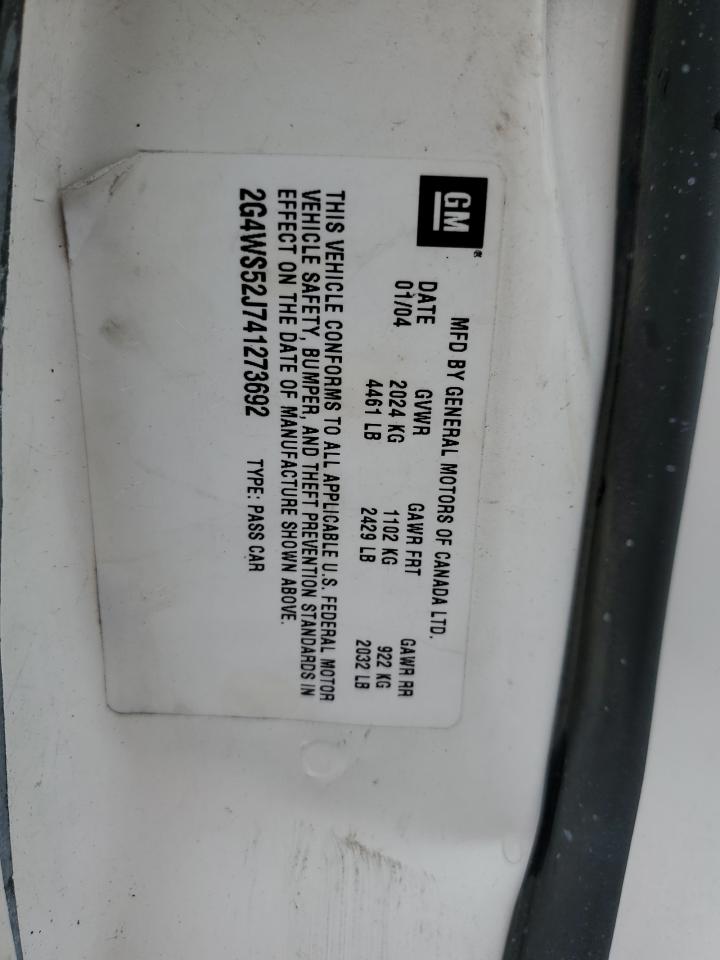 GM
MFD BY GENERAL MOTORS OF CANADA LTD.
DATE GVWR GAWR FRT GAWR RR
01/04 2024 KG 1102 KG 922 KG
4461 LB 2429 LB 2032 LB
THIS VEHICLE CONFORMS TO ALL APPLICABLE U.S. FEDERAL MOTOR
VEHICLE SAFETY, BUMPER, AND THEFT PREVENTION STANDARDS IN
EFFECT ON THE DATE OF MANUFACTURE SHOWN ABOVE.
2G4WS52J741273692 TYPE: PASS CAR